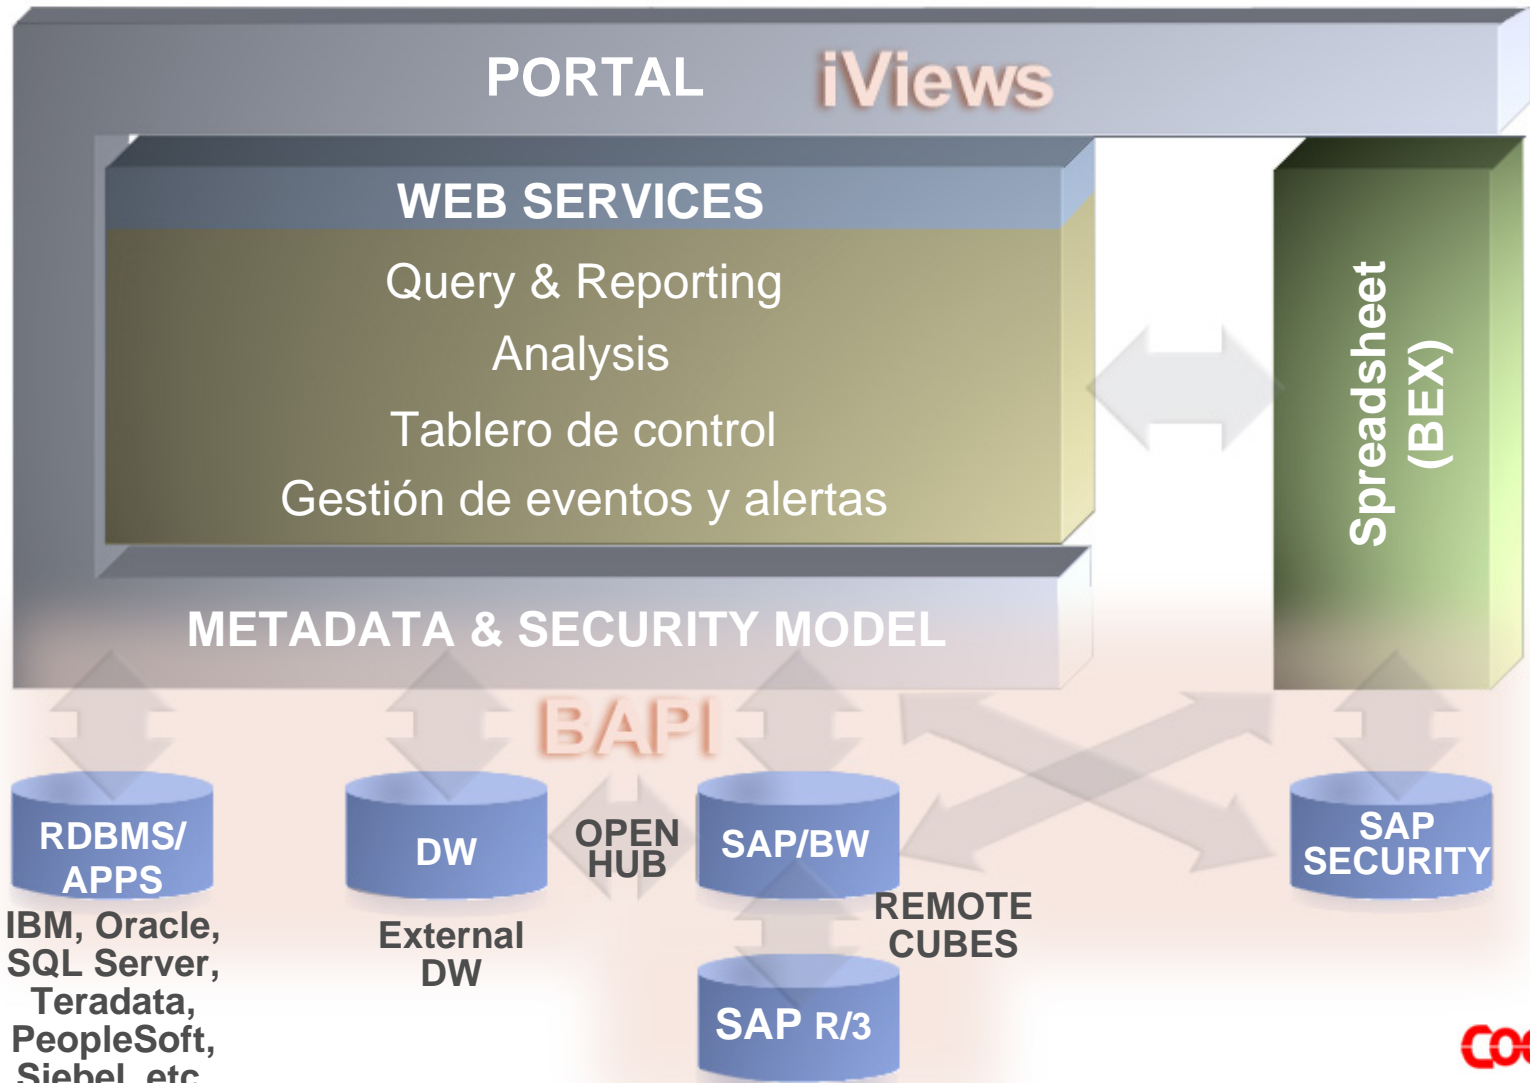 PORTAL iViews
WEB SERVICES
Query & Reporting
Analysis
Tablero de control
Gestión de eventos y alertas
Spreadsheet
(BEX)
METADATA & SECURITY MODEL
BAPI
RDBMS/
APPS
IBM, Oracle,
SQL Server,
Teradata,
PeopleSoft,
Siebel, etc
DW
External
DW
OPEN
HUB
SAP/BW
REMOTE
CUBES
SAP R/3
SAP
SECURITY